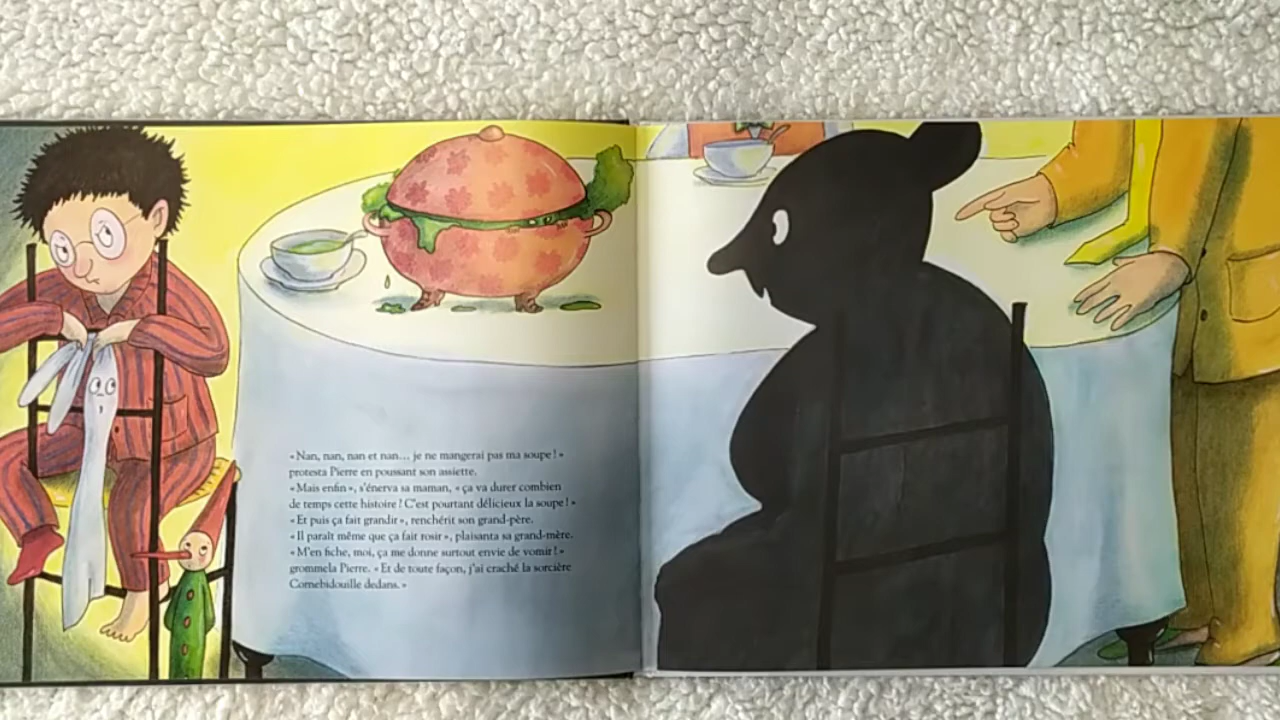 « Nan, nan, nan et nan... je ne mangerai pas ma soupe ! »
protesta Pierre en poussant son assiette.
« Mais enfin », s'énerva sa maman, « ça va durer combien
de temps cette histoire ? C'est pourtant délicieux la soupe ! »
« Et puis ça fait grandir », renchérit son grand-père.
« Il paraît même que ça fait rosir », plaisanta sa grand-mère.
« M'en fiche, moi, ça me donne surtout envie de vomir ! »
grommela Pierre. « Et de toute façon, j'ai craché la sorcière
Cornebidouille dedans. »